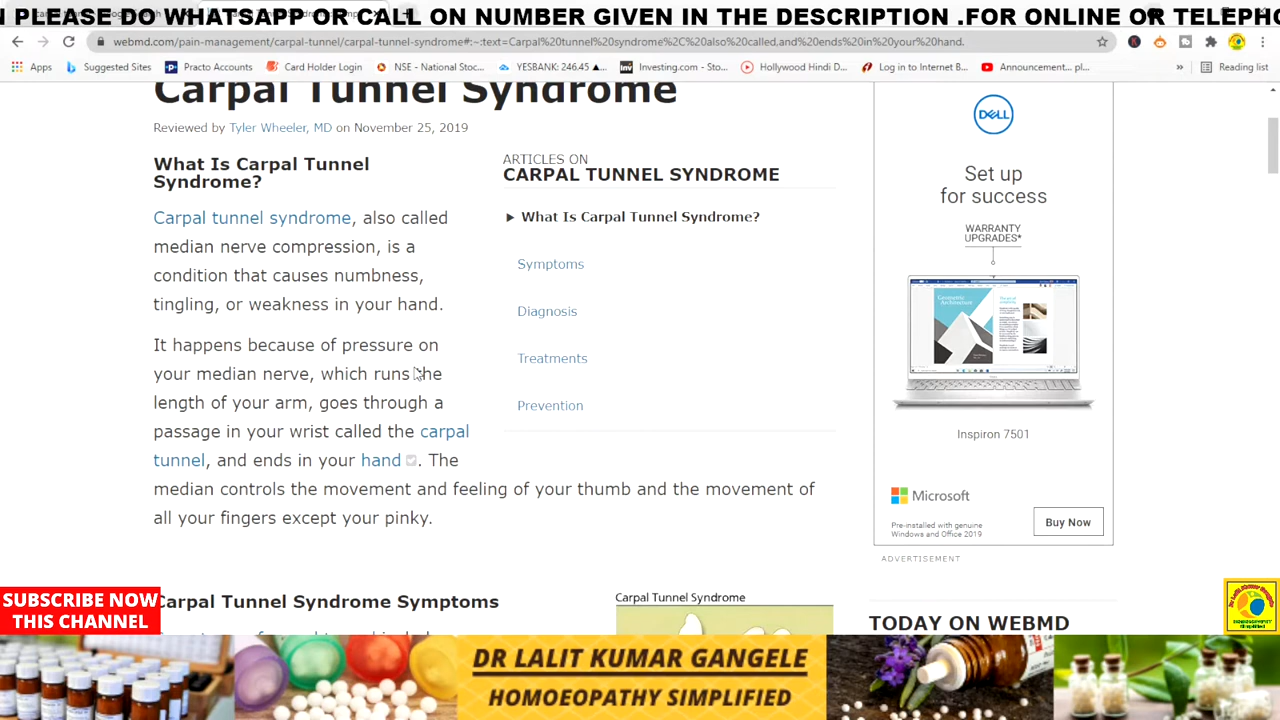 N PLEASE DO WHATSAPP OR CALL ON NUMBER GIVEN IN THE DESCRIPTION .FOR ONLINE OR TELEPHO
webmd.com/pain-management/carpal-tunnel/carpal-tunnel-syndrome#:~:text=Carpal%20tunnel%20syndrome%2C%20also%20called,and%20ends%20in%20your%20hand.
Apps Suggested Sites Practo Accounts Card Holder Login NSE - National Stoc... YESBANK: 246.45 ▲... Investing.com - Sto... Hollywood Hindi D... Log in to Internet B... Announcement... pl... » Reading list
Carpal Tunnel Syndrome
Reviewed by Tyler Wheeler, MD on November 25, 2019
What Is Carpal Tunnel
Syndrome?
Carpal tunnel syndrome, also called
median nerve compression, is a
condition that causes numbness,
tingling, or weakness in your hand.
It happens because of pressure on
your median nerve, which runs the
length of your arm, goes through a
passage in your wrist called the carpal
tunnel, and ends in your hand. The
median controls the movement and feeling of your thumb and the movement of
all your fingers except your pinky.
ARTICLES ON
CARPAL TUNNEL SYNDROME
What Is Carpal Tunnel Syndrome?
Symptoms
Diagnosis
Treatments
Prevention
DELL
Set up
for success
WARRANTY
UPGRADES*
Inspiron 7501
Microsoft
Pre-installed with genuine
Windows and Office 2019
Buy Now
ADVERTISEMENT
Carpal Tunnel Syndrome Symptoms
Carpal Tunnel Syndrome
TODAY ON WEBMD
SUBSCRIBE NOW
THIS CHANNEL
DR LALIT KUMAR GANGELE
HOMOEOPATHY SIMPLIFIED